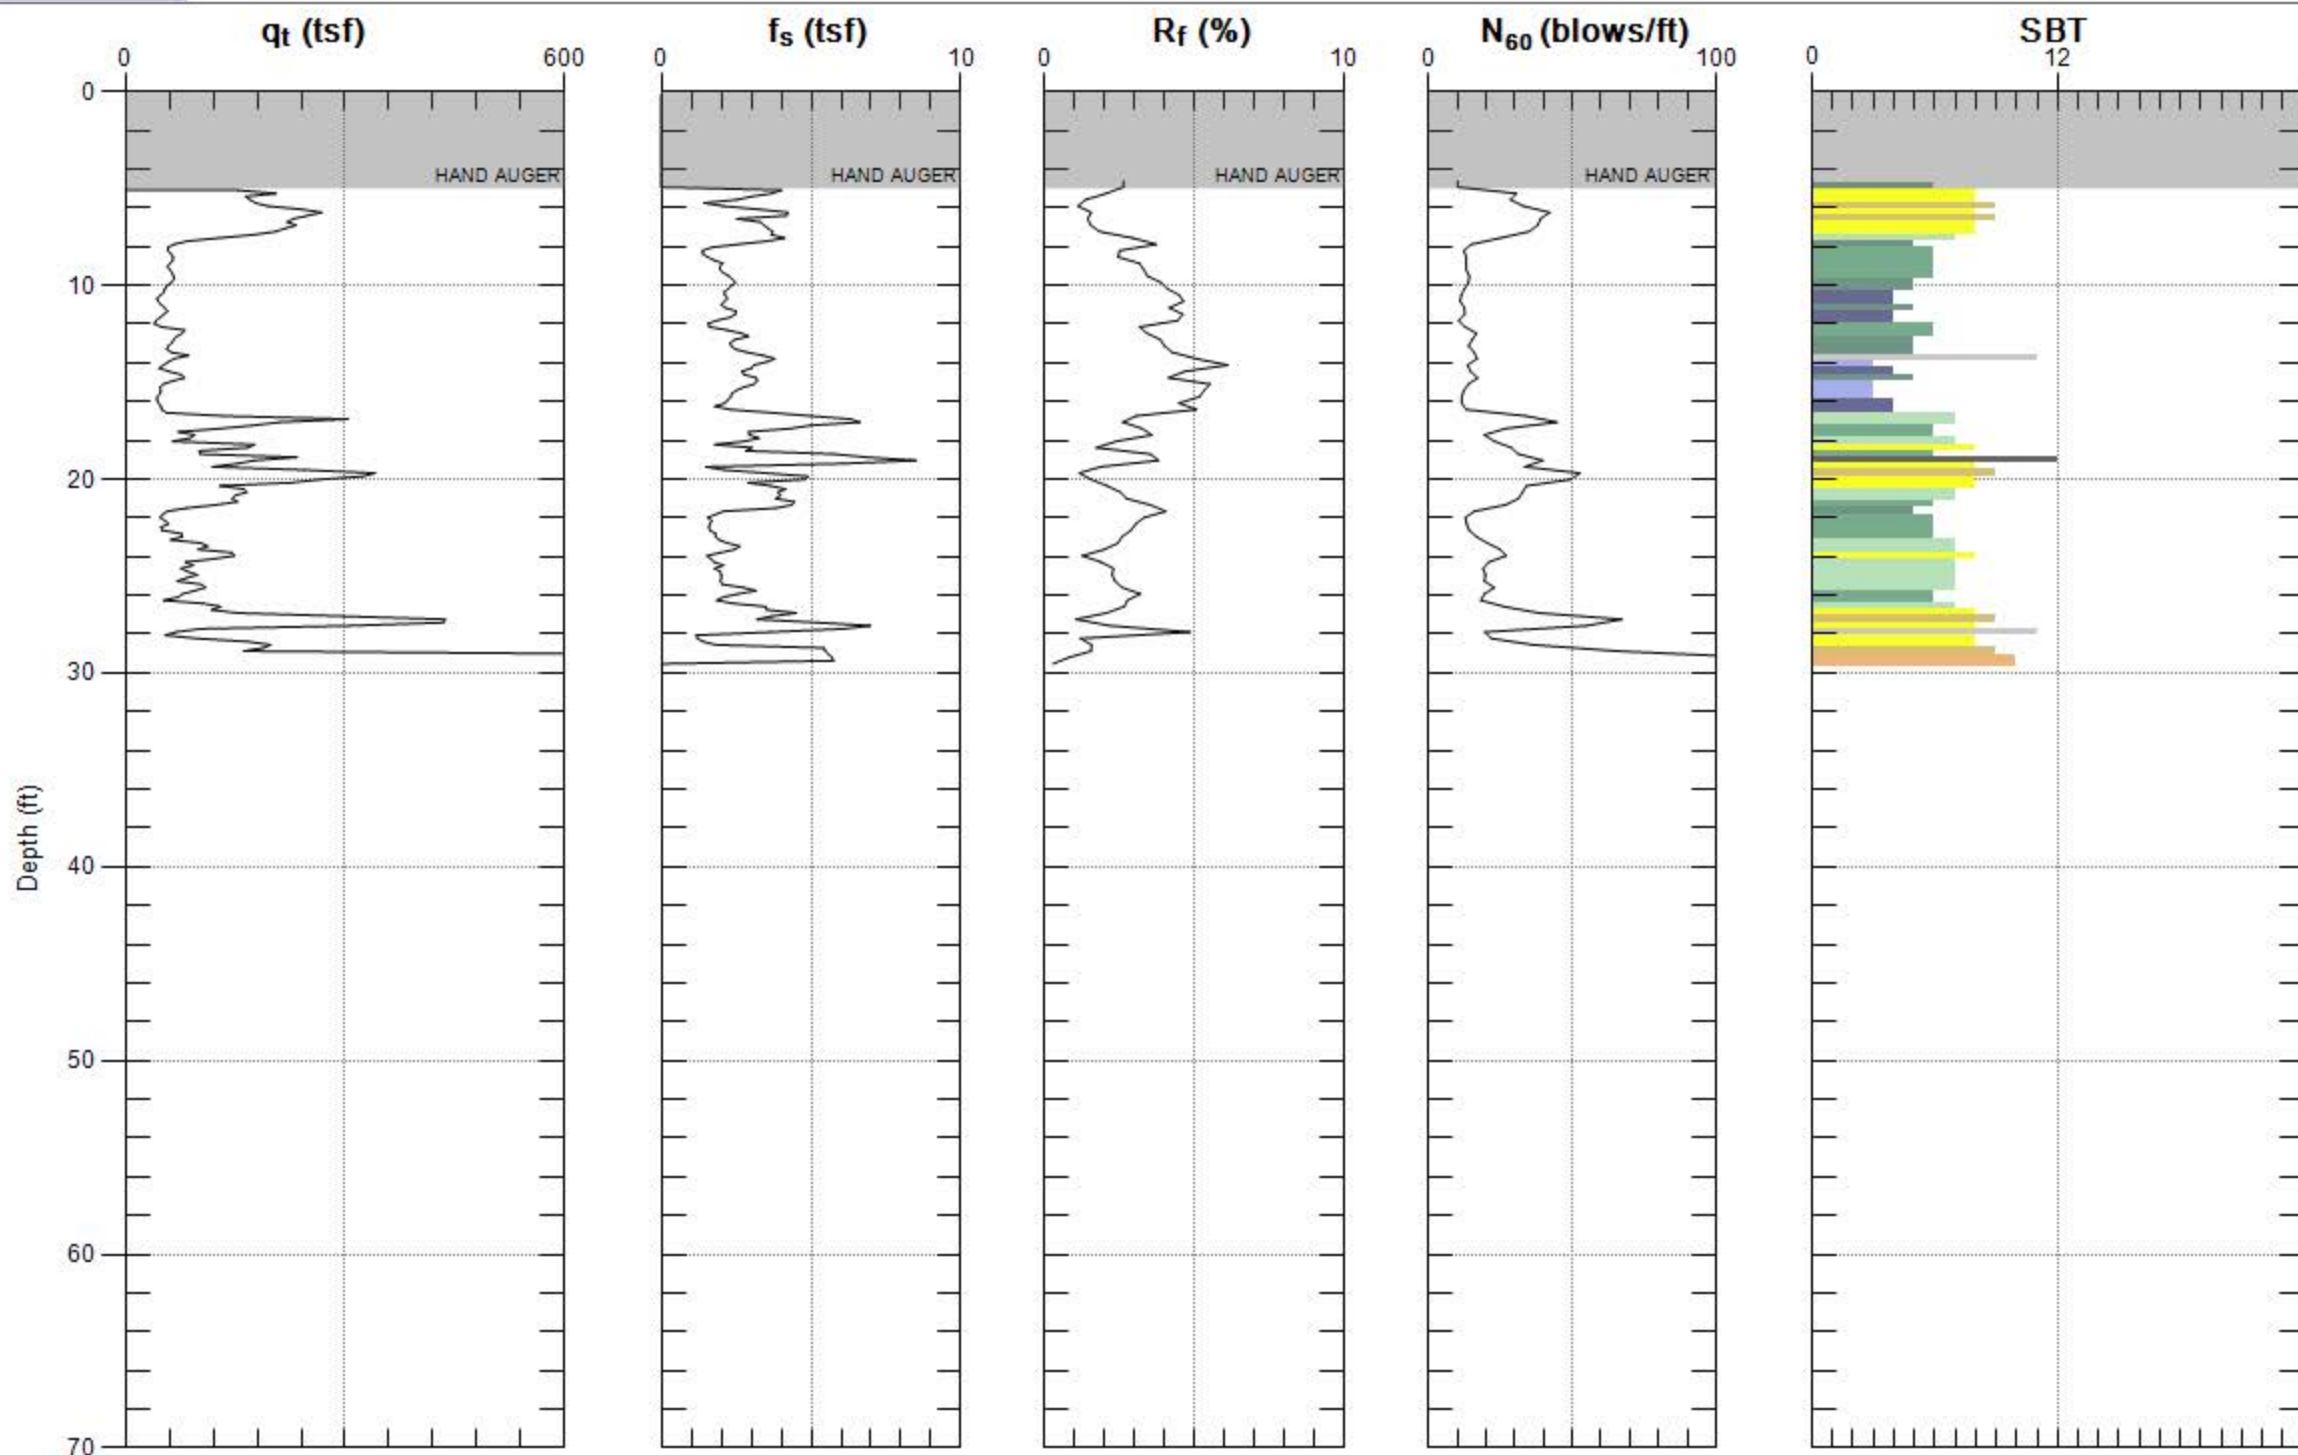 qt (tsf) fs (tsf) Rf (%) N60 (blows/ft) SBT
0 600 0 10 0 10 0 100 0 12
0
HAND AUGER HAND AUGER HAND AUGER HAND AUGER
10
20
30
40
Depth (ft)
50
60
70